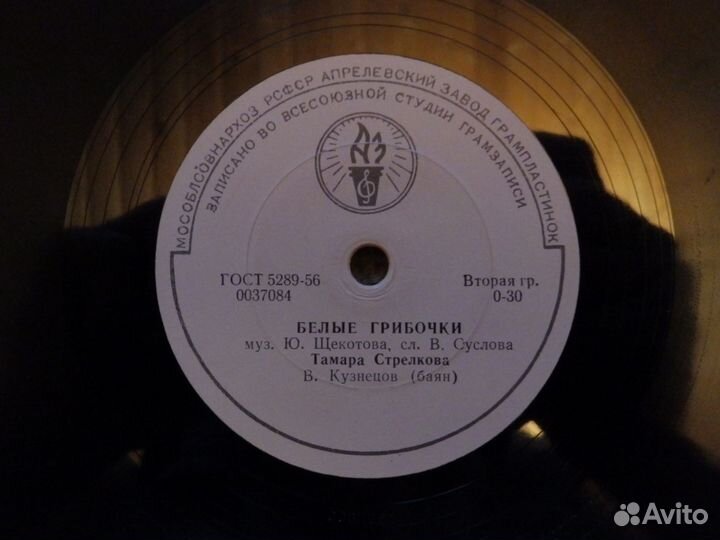 МОСОБЛСОВНАРХОЗ РСФСР АПРЕЛЕВСКИЙ ЗАВОД ГРАМПЛАСТИНОК
ЗАПИСАНО ВО ВСЕСОЮЗНОЙ СТУДИИ ГРАМЗАПИСИ
АЗ
ГОСТ 5289-56
0037084
Вторая гр.
0-30
БЕЛЫЕ ГРИБОЧКИ
муз. Ю. Щекотова, сл. В. Суслова
Тамара Стрелкова
В. Кузнецов (баян)
Avito